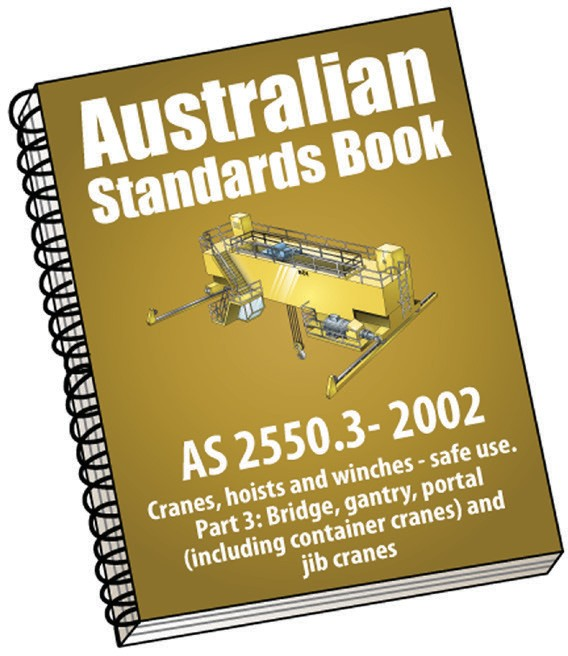 Australian
Standards Book
AS 2550.3- 2002
Cranes, hoists and winches - safe use.
Part 3: Bridge, gantry, portal
(including container cranes) and
jib cranes